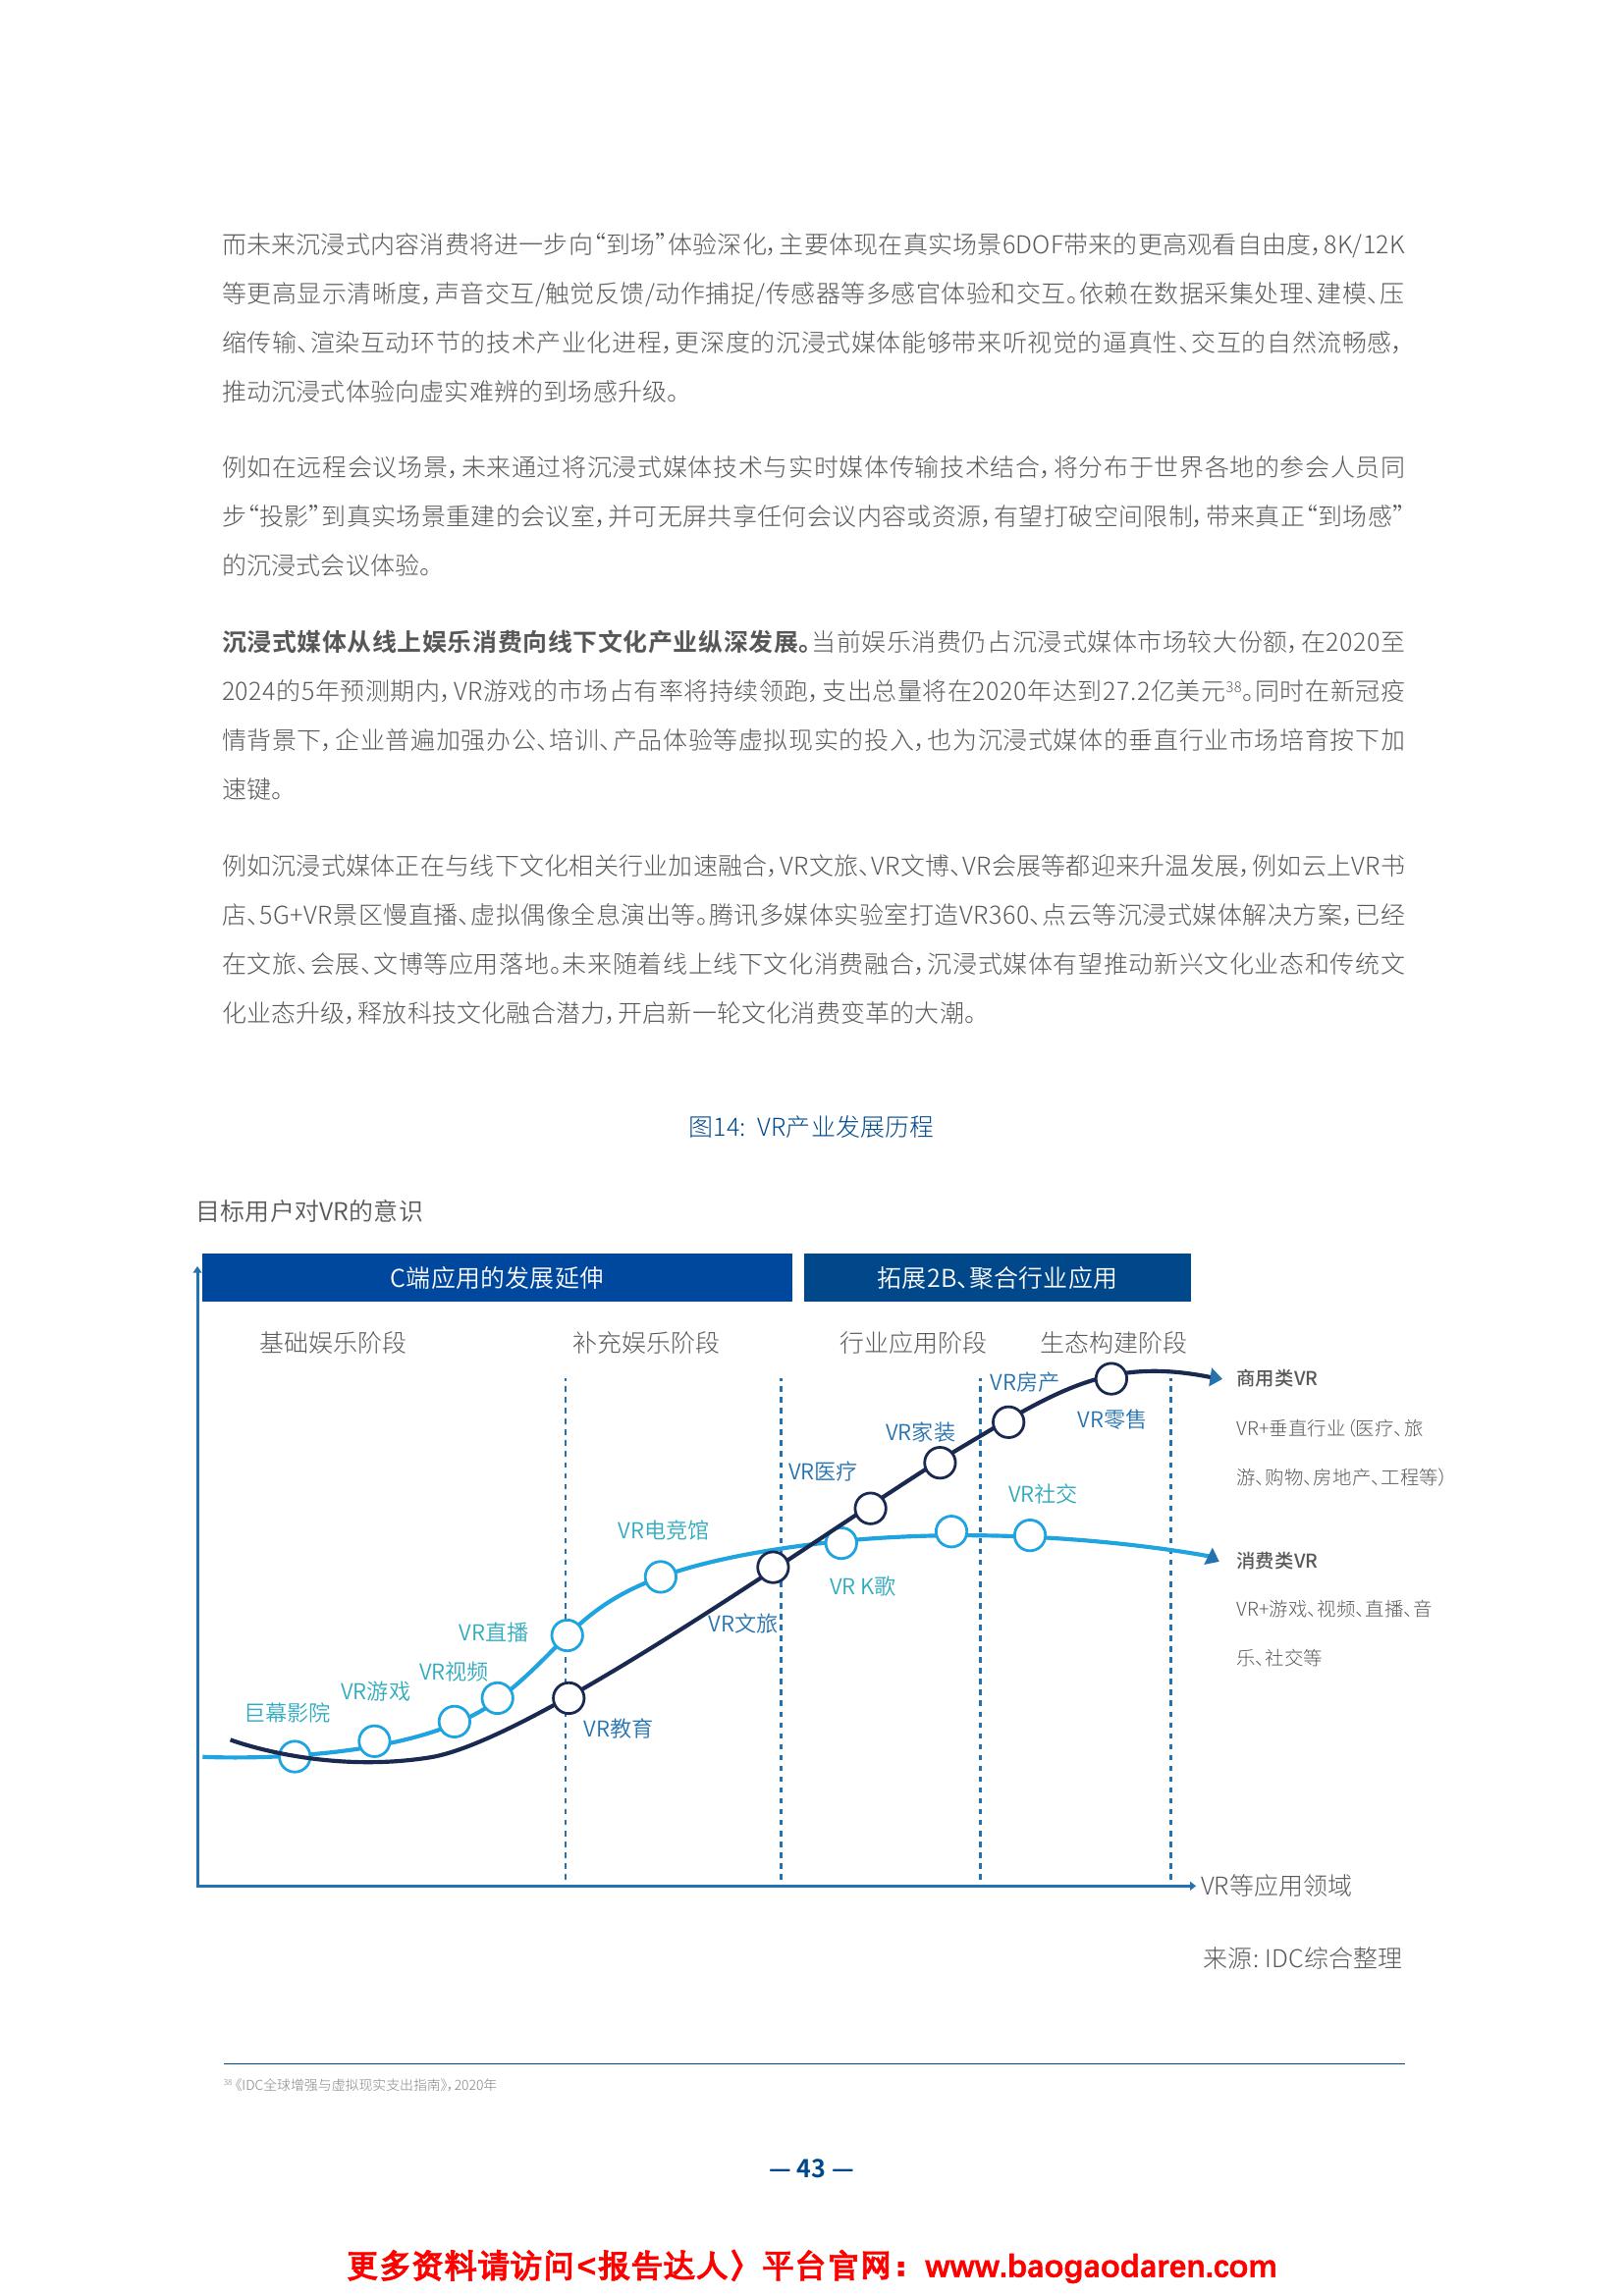 而未来沉浸式内容消费将进一步向“到场”体验深化，主要体现在真实场景6DOF带来的更高观看自由度，8K/12K
等更高显示清晰度，声音交互/触觉反馈/动作捕捉/传感器等多感官体验和交互。依赖在数据采集处理、建模、压
缩传输、渲染互动环节的技术产业化进程，更深度的沉浸式媒体能够带来听视觉的逼真性、交互的自然流畅感，
推动沉浸式体验向虚实难辨的到场感升级。
例如在远程会议场景，未来通过将沉浸式媒体技术与实时媒体传输技术结合，将分布于世界各地的参会人员同
步“投影”到真实场景重建的会议室，并可无屏共享任何会议内容或资源，有望打破空间限制，带来真正“到场感”
的沉浸式会议体验。
沉浸式媒体从线上娱乐消费向线下文化产业纵深发展。当前娱乐消费仍占沉浸式媒体市场较大份额，在2020至
2024的5年预测期内，VR游戏的市场占有率将持续领跑，支出总量将在2020年达到27.2亿美元38。同时在新冠疫
情背景下，企业普遍加强办公、培训、产品体验等虚拟现实的投入，也为沉浸式媒体的垂直行业市场培育按下加
速键。
例如沉浸式媒体正在与线下文化相关行业加速融合，VR文旅、VR文博、VR会展等都迎来升温发展，例如云上VR书
店、5G+VR景区慢直播、虚拟偶像全息演出等。腾讯多媒体实验室打造VR360、点云等沉浸式媒体解决方案，已经
在文旅、会展、文博等应用落地。未来随着线上线下文化消费融合，沉浸式媒体有望推动新兴文化业态和传统文
化业态升级，释放科技文化融合潜力，开启新一轮文化消费变革的大潮。
图14: VR产业发展历程
目标用户对VR的意识
C端应用的发展延伸
拓展2B、聚合行业应用
基础娱乐阶段
补充娱乐阶段
行业应用阶段
生态构建阶段
商用类VR
VR+垂直行业（医疗、旅
游、购物、房地产、工程等）
VR房产
VR零售
VR家装
VR医疗
VR社交
VR电竞馆
消费类VR
VR+游戏、视频、直播、音
乐、社交等
VR K歌
VR文旅
VR直播
VR视频
VR游戏
巨幕影院
VR教育
VR等应用领域
来源: IDC综合整理
38《IDC全球增强与虚拟现实支出指南》，2020年
— 43 —
更多资料请访问<报告达人〉平台官网：www.baogaodaren.com